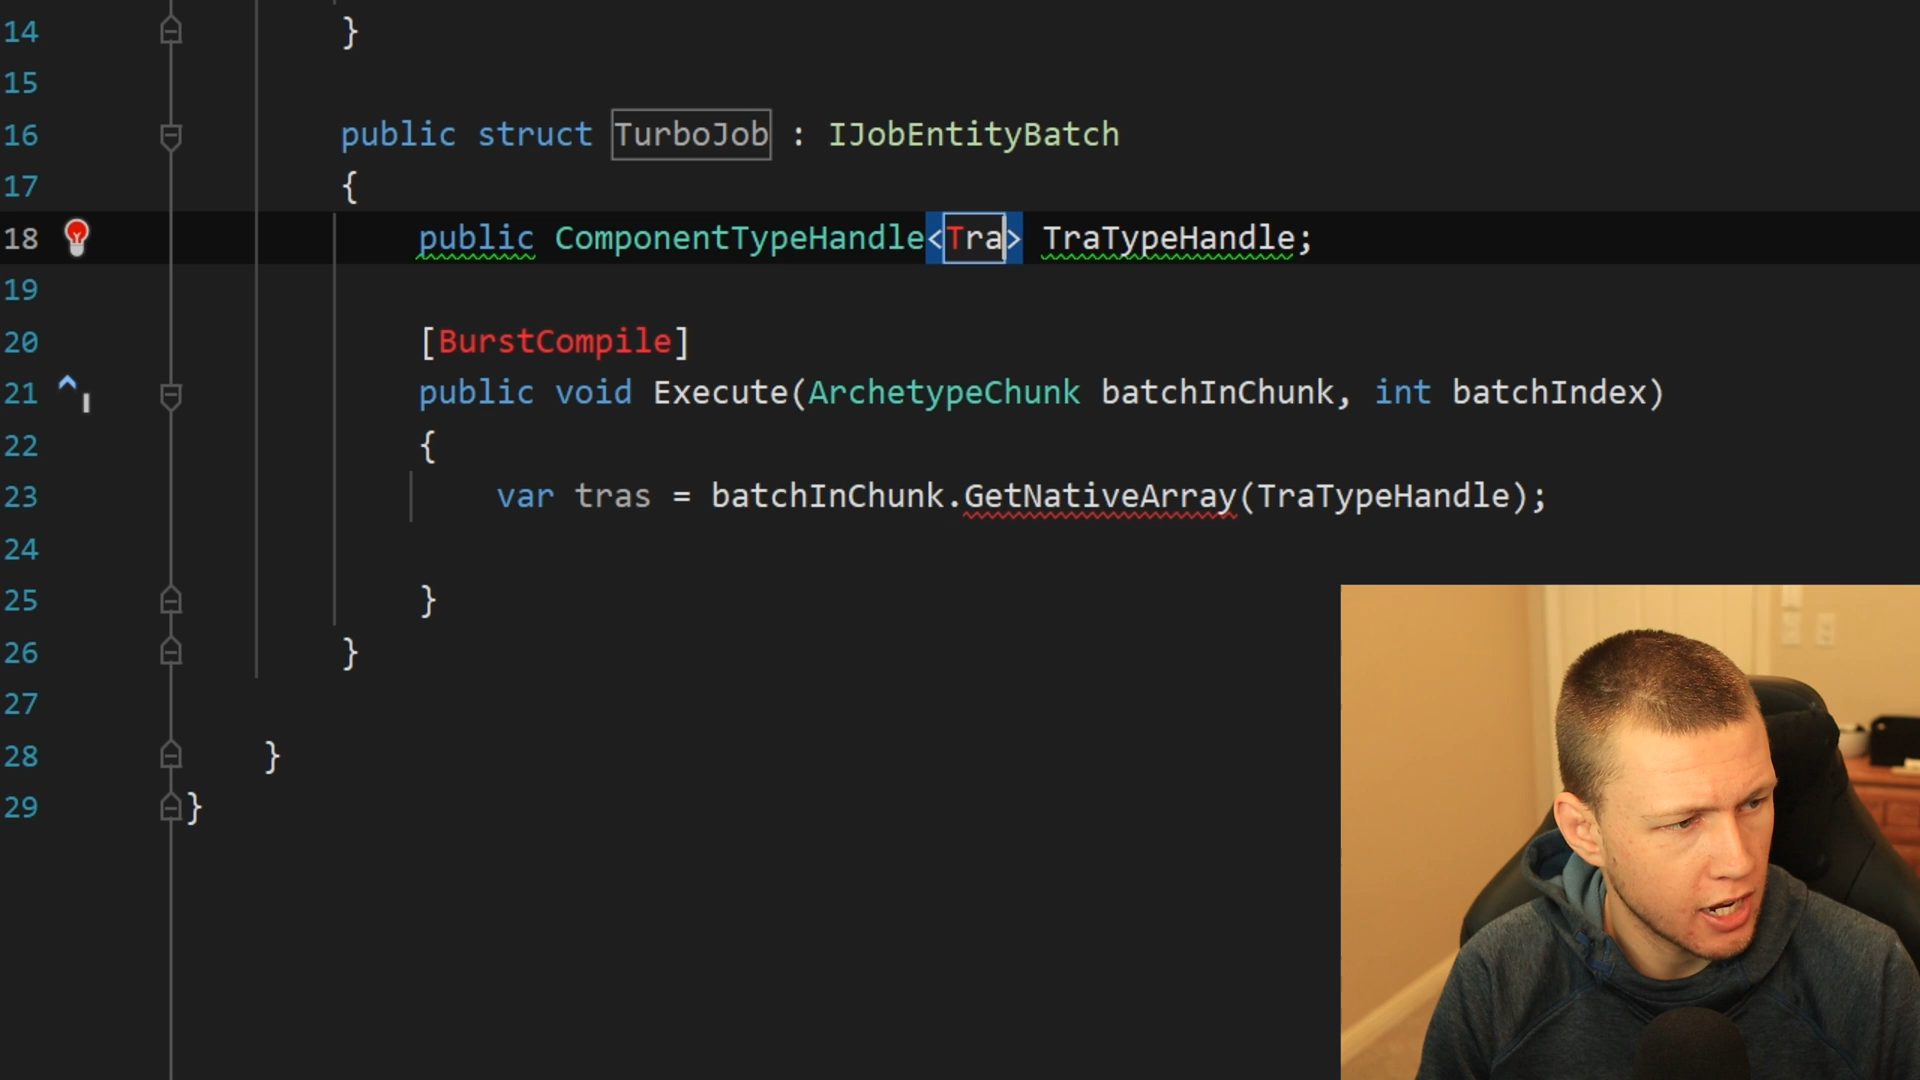 14 }
15
16 public struct TurboJob : IJobEntityBatch
17 {
18 public ComponentTypeHandle<Tra> TraTypeHandle;
19
20 [BurstCompile]
21 public void Execute(ArchetypeChunk batchInChunk, int batchIndex)
22 {
23 var tras = batchInChunk.GetNativeArray(TraTypeHandle);
24
25 }
26 }
27
28 }
29 }